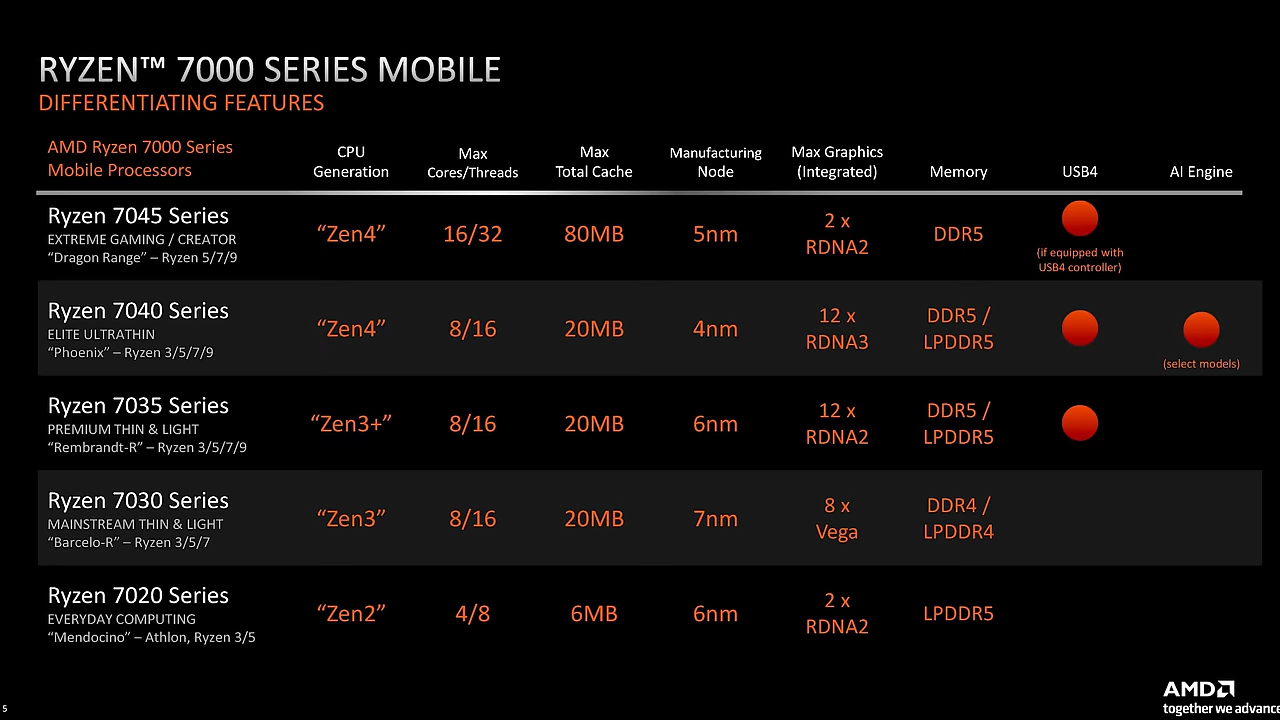 RYZEN™ 7000 SERIES MOBILE
DIFFERENTIATING FEATURES
AMD Ryzen 7000 Series
Mobile Processors
CPU
Generation
Max
Cores/Threads
Max
Total Cache
Manufacturing
Node
Max Graphics
(Integrated)
Memory
USB4
AI Engine
Ryzen 7045 Series
EXTREME GAMING / CREATOR
“Dragon Range” – Ryzen 5/7/9
“Zen4”
16/32
80MB
5nm
2 x
RDNA2
DDR5
(if equipped with
USB4 controller)
Ryzen 7040 Series
ELITE ULTRATHIN
“Phoenix” – Ryzen 3/5/7/9
“Zen4”
8/16
20MB
4nm
12 x
RDNA3
DDR5 /
LPDDR5
(select models)
Ryzen 7035 Series
PREMIUM THIN & LIGHT
“Rembrandt-R” – Ryzen 3/5/7/9
“Zen3+”
8/16
20MB
6nm
12 x
RDNA2
DDR5 /
LPDDR5
Ryzen 7030 Series
MAINSTREAM THIN & LIGHT
“Barcelo-R” – Ryzen 3/5/7
“Zen3”
8/16
20MB
7nm
8 x
Vega
DDR4 /
LPDDR4
Ryzen 7020 Series
EVERYDAY COMPUTING
“Mendocino” – Athlon, Ryzen 3/5
“Zen2”
4/8
6MB
6nm
2 x
RDNA2
LPDDR5
5
AMD
together we advance